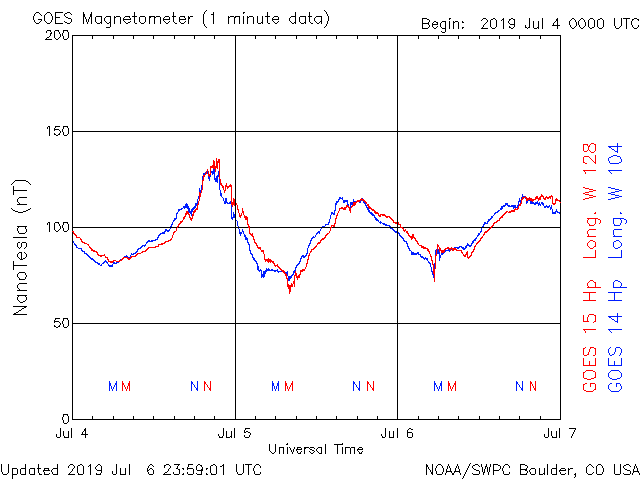 GOES Magnetometer (1 minute data)
Begin: 2019 Jul 4 0000 UTC
200
150
100
50
0
NanoTesla (nT)
M M N N M M N N M M N N
Jul 4 Jul 5 Jul 6 Jul 7
Universal Time
GOES 15 Hp Long. W 128
GOES 14 Hp Long. W 104
Updated 2019 Jul 6 23:59:01 UTC
NOAA/SWPC Boulder, CO USA